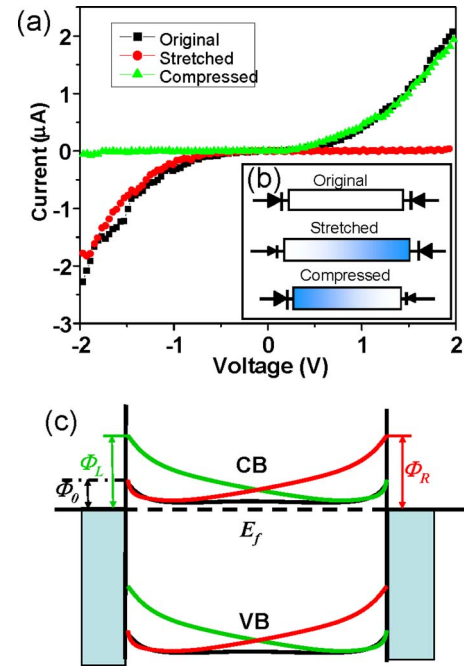 (a)
Original
Stretched
Compressed
Current (μA)
2
1
0
-1
-2
-3
-2
-1
0
1
2
Voltage (V)
(b)
Original
Stretched
Compressed
(c)
Φ_L
Φ_0
CB
Φ_R
E_f
VB